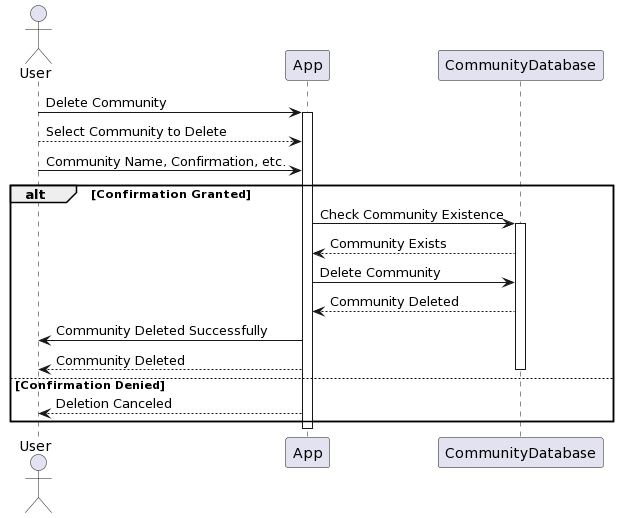 User
App
CommunityDatabase
Delete Community
Select Community to Delete
Community Name, Confirmation, etc.
alt
[Confirmation Granted]
Check Community Existence
Community Exists
Delete Community
Community Deleted
Community Deleted Successfully
Community Deleted
[Confirmation Denied]
Deletion Canceled
User
App
CommunityDatabase